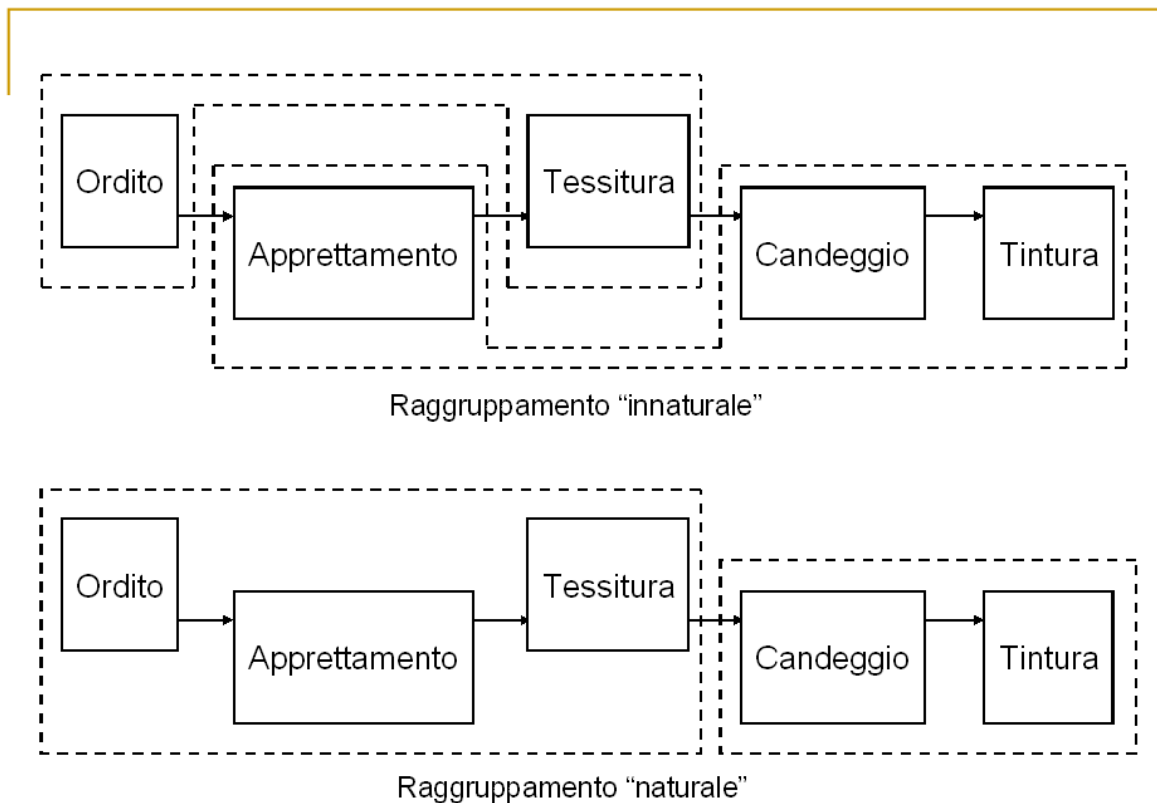 Ordito
Tessitura
Apprettamento
Candeggio
Tintura
Raggruppamento “innaturale”
Ordito
Tessitura
Apprettamento
Candeggio
Tintura
Raggruppamento “naturale”